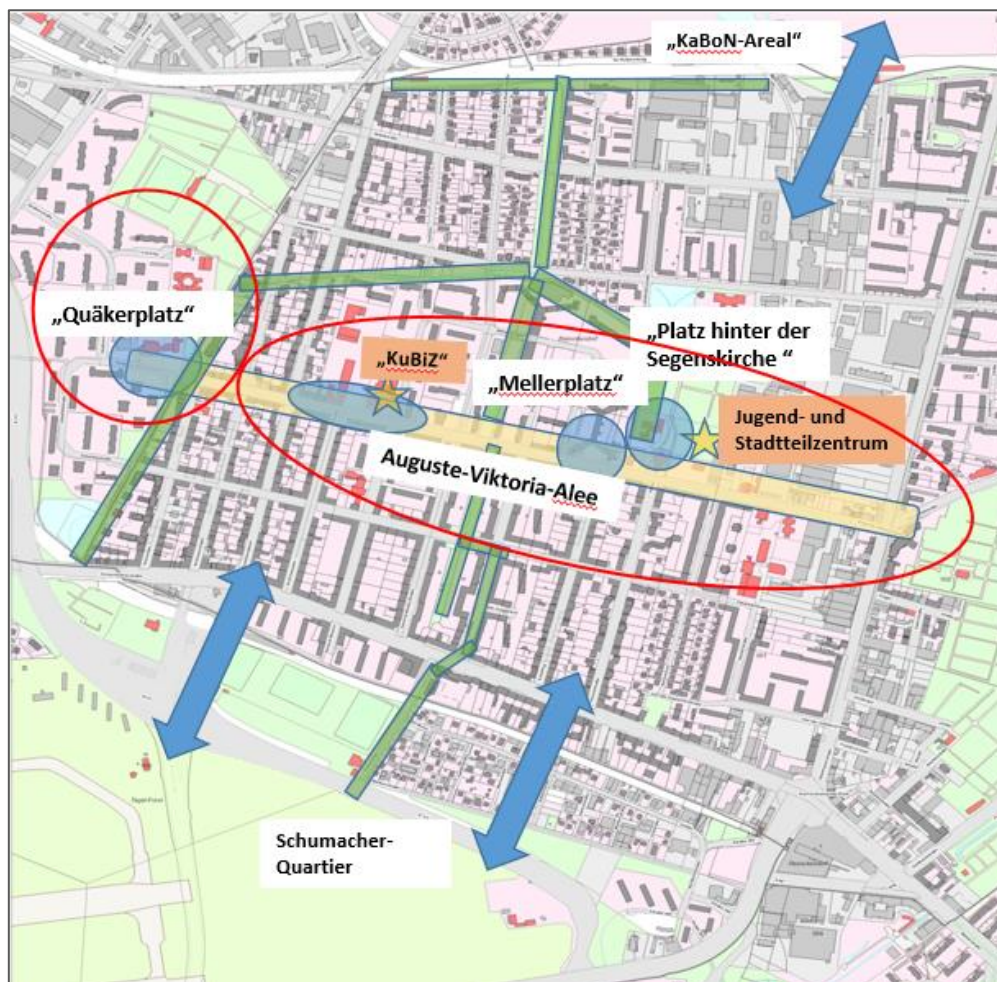 „KaBoN-Areal“
„Quäkerplatz“
„KuBiZ“
„Platz hinter der
Segenskirche “
„Mellerplatz“
Jugend- und
Stadtteilzentrum
Auguste-Viktoria-Alee
Schumacher-
Quartier